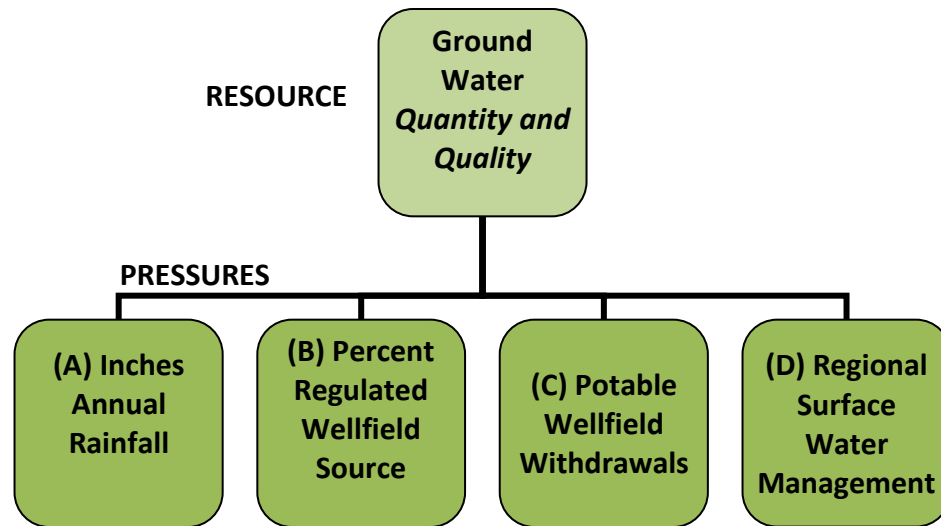 RESOURCE
Ground
Water
Quantity and
Quality
PRESSURES
(A) Inches
Annual
Rainfall
(B) Percent
Regulated
Wellfield
Source
(C) Potable
Wellfield
Withdrawals
(D) Regional
Surface
Water
Management